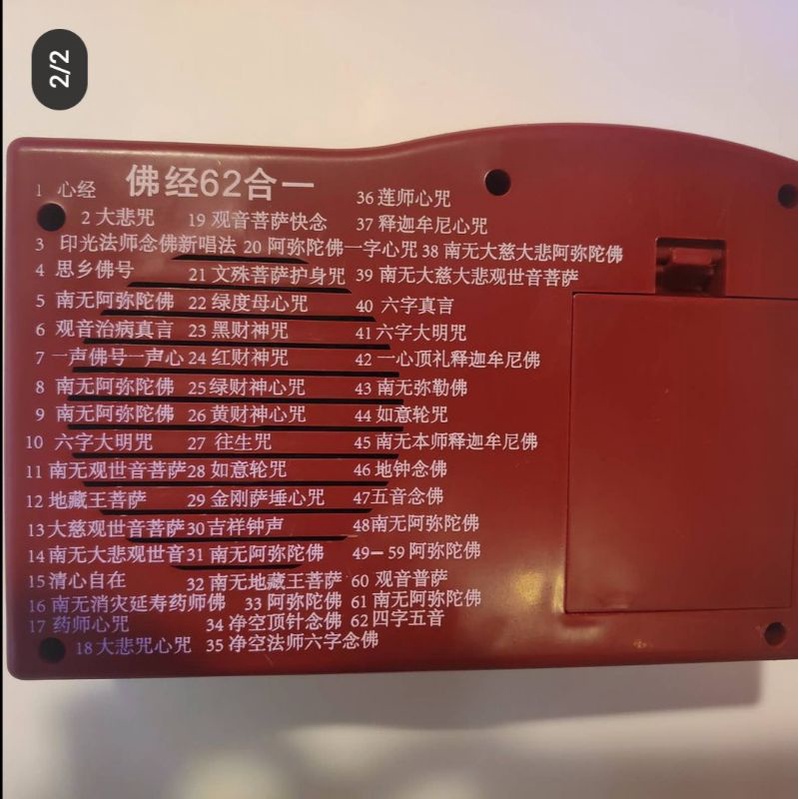 2/2
佛经62合一
1 心经
2 大悲咒
3 印光法师念佛新唱法
4 思乡佛号
5 南无阿弥陀佛
6 观音治病真言
7 一声佛号一声心
8 南无阿弥陀佛
9 南无阿弥陀佛
10 六字大明咒
11 南无观世音菩萨
12 地藏王菩萨
13 大慈观世音菩萨
14 南无大悲观世音
15 清心自在
16 南无消灾延寿药师佛
17 药师心咒
18 大悲咒心咒
19 观音菩萨快念
20 阿弥陀佛一字心咒
21 文殊菩萨护身咒
22 绿度母心咒
23 黑财神咒
24 红财神咒
25 绿财神心咒
26 黄财神心咒
27 往生咒
28 如意轮咒
29 金刚萨埵心咒
30 吉祥钟声
31 南无阿弥陀佛
32 南无地藏王菩萨
33 阿弥陀佛
34 净空顶针念佛
35 净空法师六字念佛
36 莲师心咒
37 释迦牟尼心咒
38 南无大慈大悲阿弥陀佛
39 南无大慈大悲观世音菩萨
40 六字真言
41 六字大明咒
42 一心顶礼释迦牟尼佛
43 南无弥勒佛
44 如意轮咒
45 南无本师释迦牟尼佛
46 地钟念佛
47 五音念佛
48 南无阿弥陀佛
49–59 阿弥陀佛
60 观音普萨
61 南无阿弥陀佛
62 四字五音